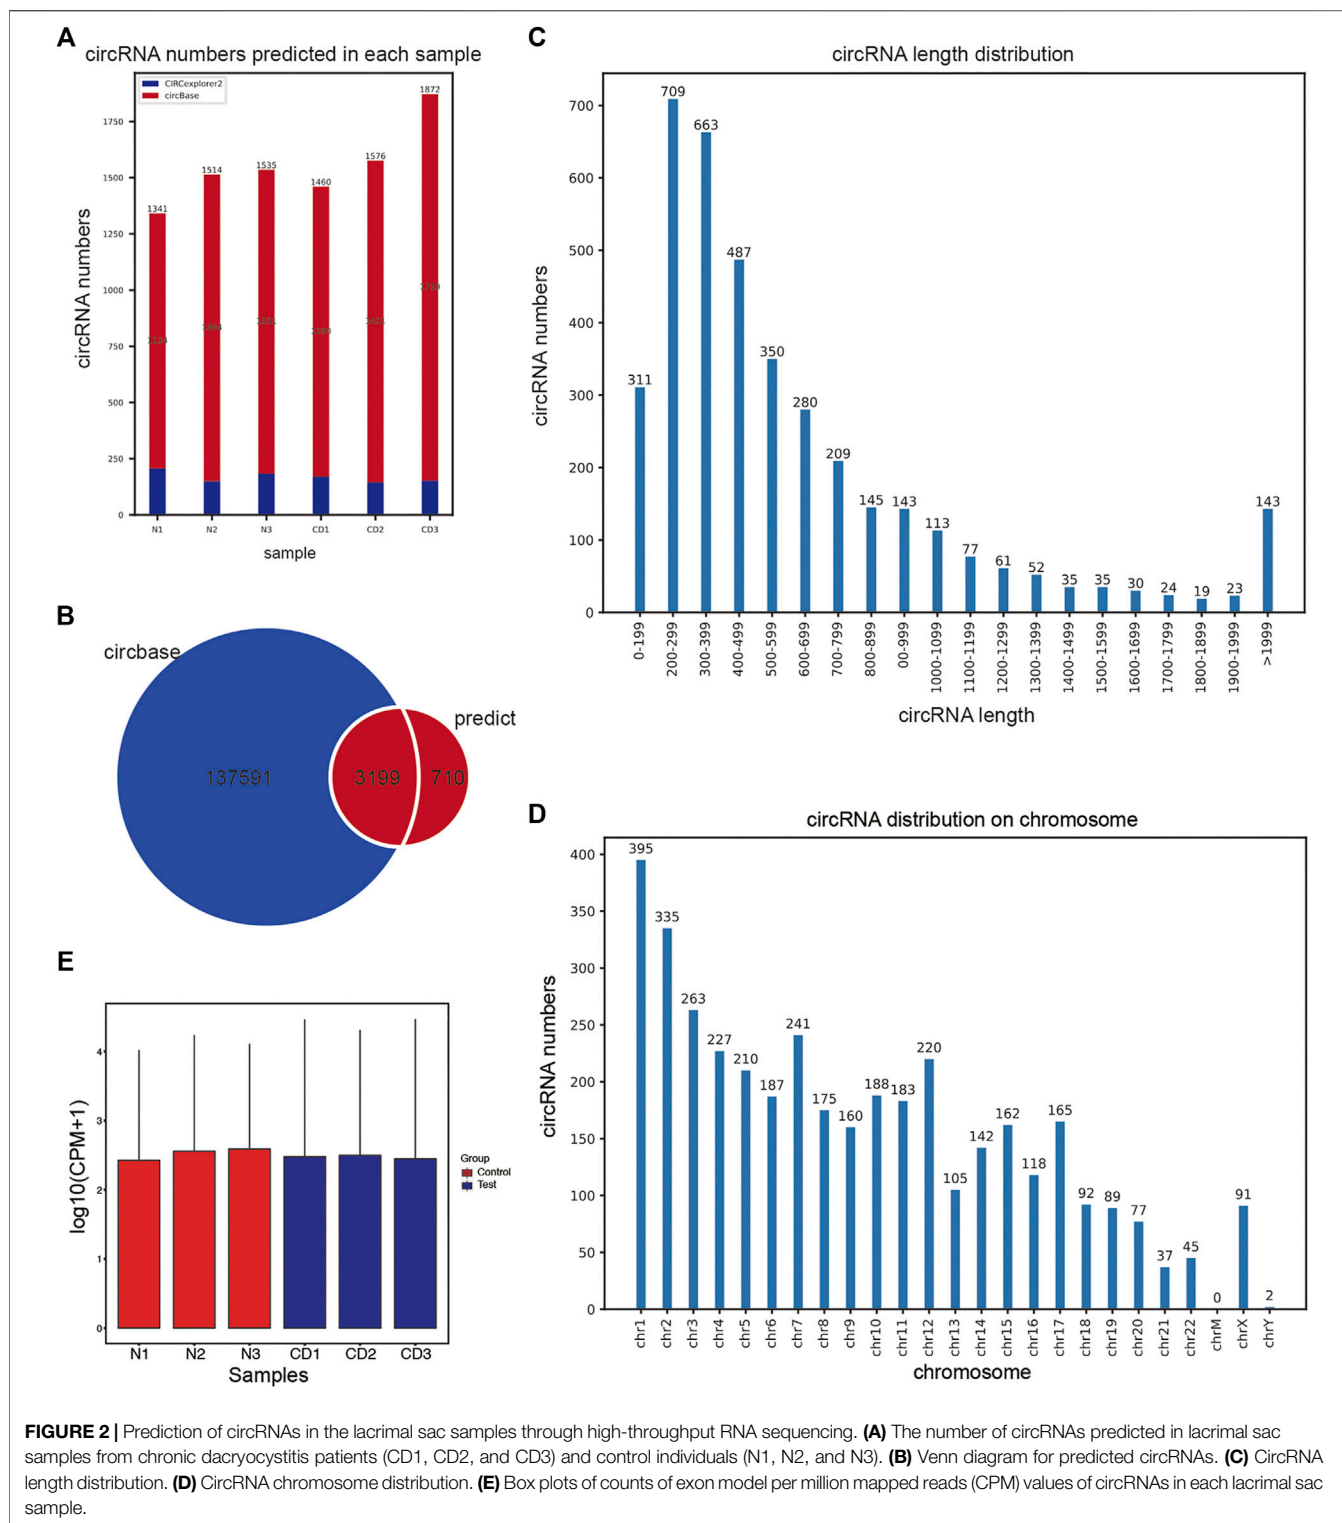 A
circRNA numbers predicted in each sample
CIRCexplorer2
circBase
1872
1750
1576
1514
1535
1500
1460
1341
1250
1000
750
500
250
0
circRNA numbers
N1 N2 N3 CD1 CD2 CD3
sample
B
circbase
predict
137591
3199
710
C
circRNA length distribution
circRNA numbers
700
600
500
400
300
200
100
0
311
709
663
487
350
280
209
145
143
113
77
61
52
35
35
30
24
19
23
143
0-199
200-299
300-399
400-499
500-599
600-699
700-799
800-899
00-999
1000-1099
1100-1199
1200-1299
1300-1399
1400-1499
1500-1599
1600-1699
1700-1799
1800-1899
1900-1999
>1999
circRNA length
D
circRNA distribution on chromosome
circRNA numbers
400
350
300
250
200
150
100
50
0
395
335
263
227
210
187
241
175
160
188
183
220
105
142
162
118
165
92
89
77
37
45
0
91
2
chr1
chr2
chr3
chr4
chr5
chr6
chr7
chr8
chr9
chr10
chr11
chr12
chr13
chr14
chr15
chr16
chr17
chr18
chr19
chr20
chr21
chr22
chrM
chrX
chrY
chromosome
E
log10(CPM+1)
4
3
2
1
0
N1 N2 N3 CD1 CD2 CD3
Samples
Group
Control
Test
FIGURE 2 | Prediction of circRNAs in the lacrimal sac samples through high-throughput RNA sequencing. (A) The number of circRNAs predicted in lacrimal sac
samples from chronic dacryocystitis patients (CD1, CD2, and CD3) and control individuals (N1, N2, and N3). (B) Venn diagram for predicted circRNAs. (C) CircRNA
length distribution. (D) CircRNA chromosome distribution. (E) Box plots of counts of exon model per million mapped reads (CPM) values of circRNAs in each lacrimal sac
sample.